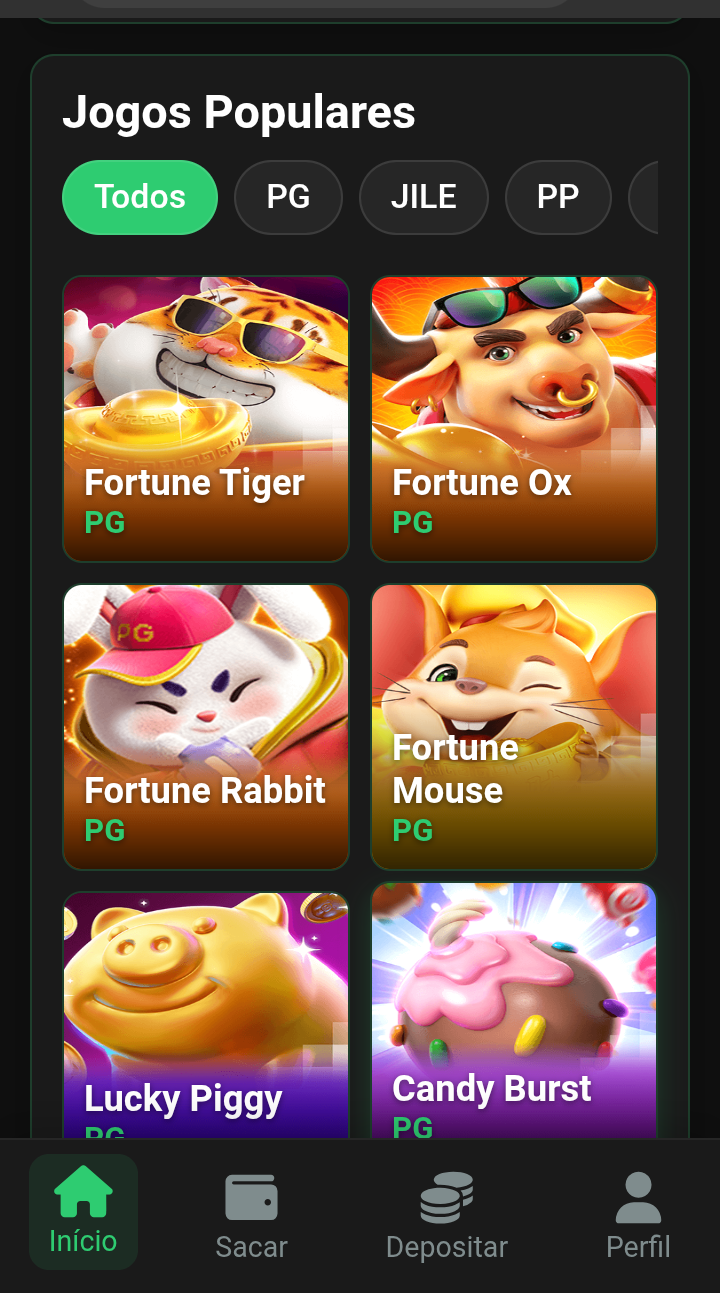 Jogos Populares
Todos
PG
JILE
PP
Fortune Tiger
PG
Fortune Ox
PG
PG
Fortune Rabbit
PG
Fortune
Mouse
PG
Lucky Piggy
PG
Candy Burst
PG
Início
Sacar
Depositar
Perfil